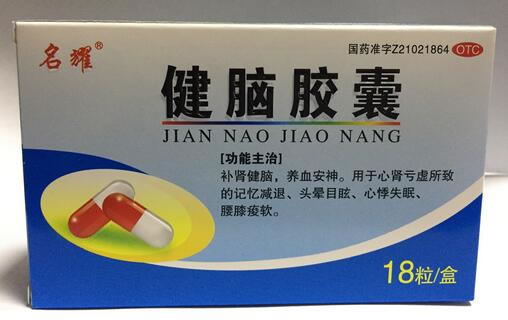 名耀®
国药准字Z21021864 OTC
健脑胶囊
JIAN NAO JIAO NANG
[功能主治]
补肾健脑，养血安神。用于心肾亏虚所致
的记忆减退、头晕目眩、心悸失眠、
腰膝痠软。
18粒/盒